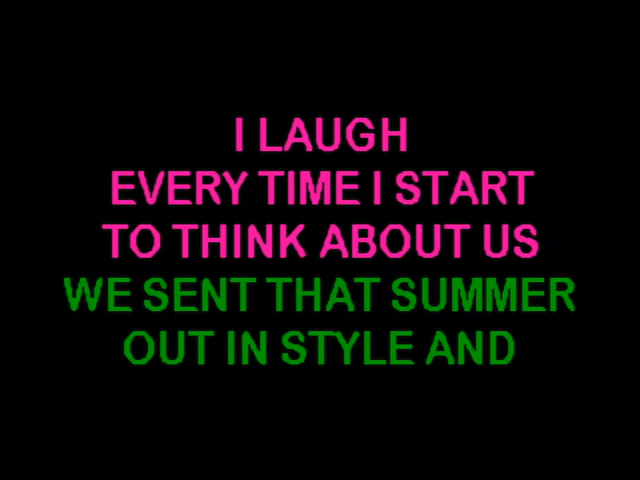 I LAUGH
EVERY TIME I START
TO THINK ABOUT US
WE SENT THAT SUMMER
OUT IN STYLE AND